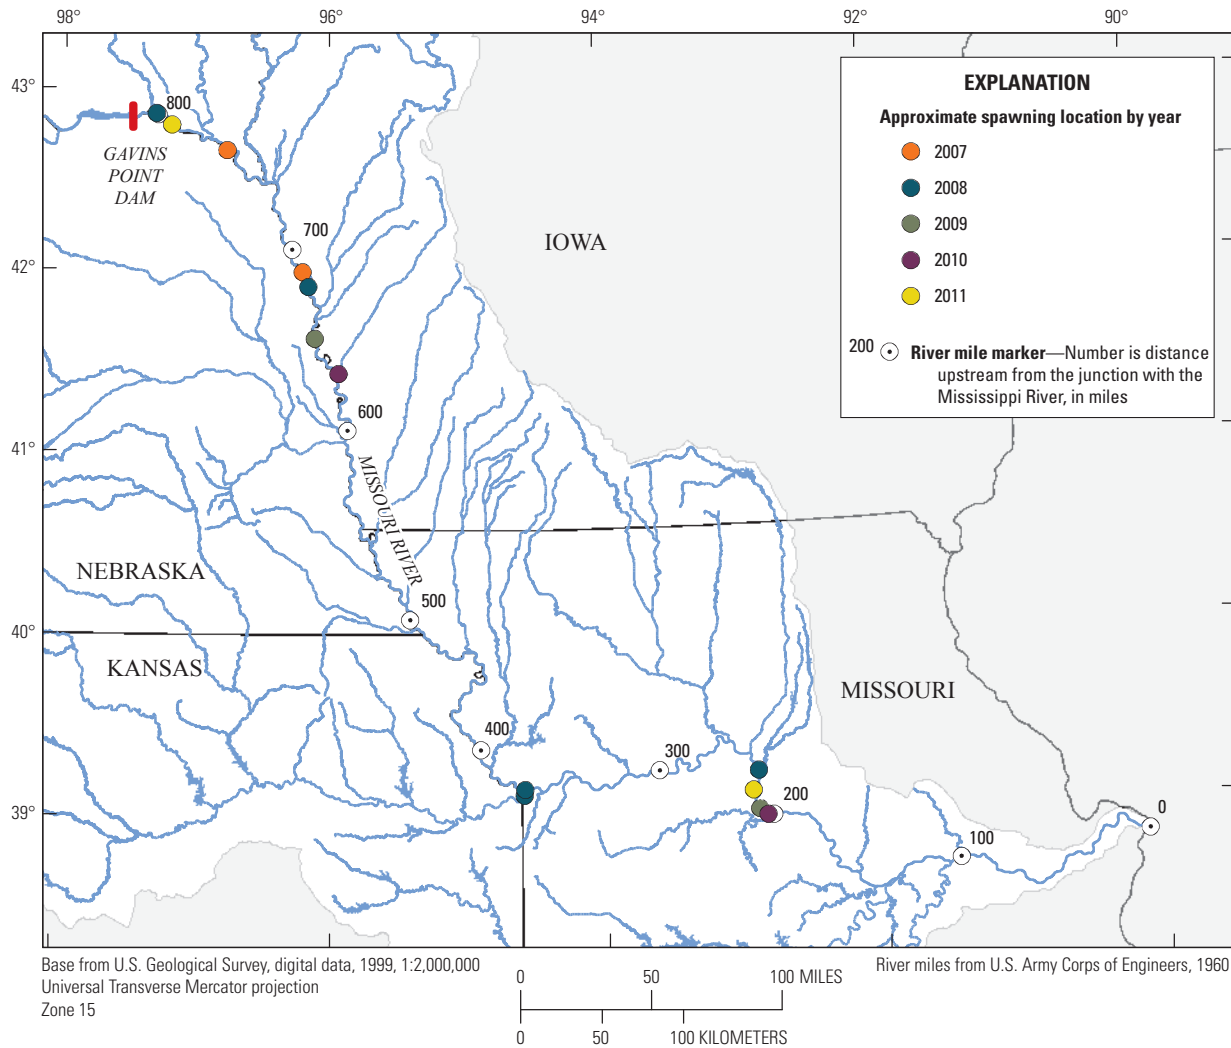 98°
96°
94°
92°
90°
43°
42°
41°
40°
39°
800
GAVINS
POINT
DAM
700
IOWA
600
MISSOURI RIVER
NEBRASKA
500
KANSAS
MISSOURI
400
300
200
100
0
EXPLANATION
Approximate spawning location by year
2007
2008
2009
2010
2011
200
River mile marker—Number is distance
upstream from the junction with the
Mississippi River, in miles
Base from U.S. Geological Survey, digital data, 1999, 1:2,000,000
Universal Transverse Mercator projection
Zone 15
0 50 100 MILES
0 50 100 KILOMETERS
River miles from U.S. Army Corps of Engineers, 1960